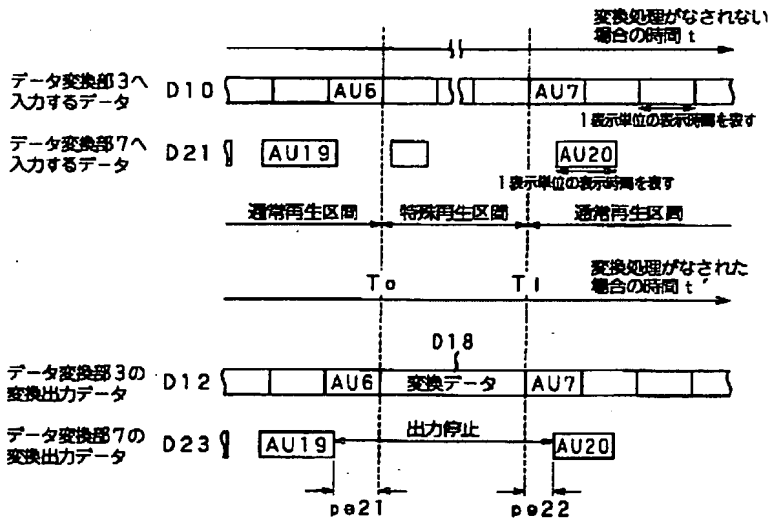 変換処理がなされない
場合の時間 t
データ変換部3へ
入力するデータ
D10
AU6
AU7
1表示単位の表示時間を表す
データ変換部7へ
入力するデータ
D21
AU19
AU20
1表示単位の表示時間を表す
通常再生区間
特殊再生区間
通常再生区間
To
T1
変換処理がなされた
場合の時間 t'
D18
データ変換部3の
変換出力データ
D12
AU6
変換データ
AU7
データ変換部7の
変換出力データ
D23
AU19
出力停止
AU20
pe21
pe22